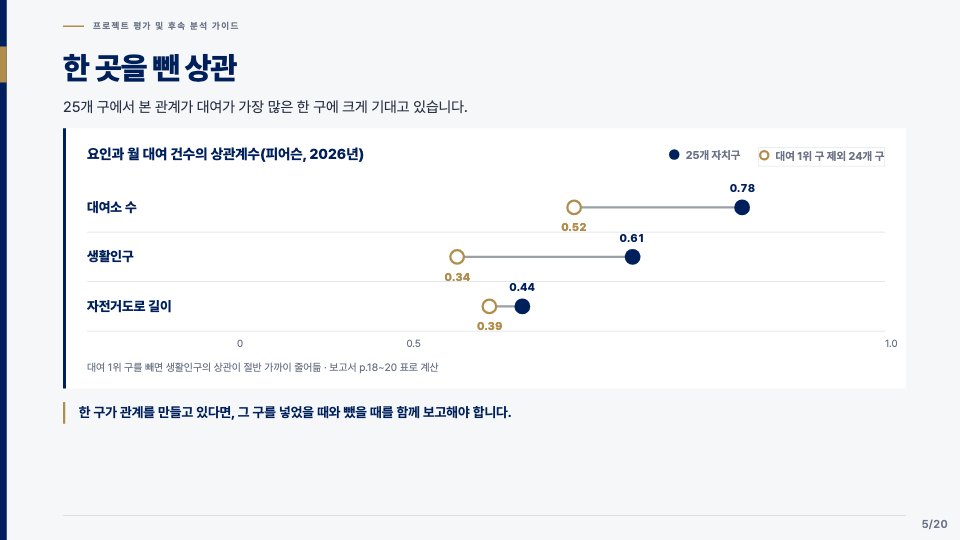 프로젝트 평가 및 후속 분석 가이드
한 곳을 뺀 상관
25개 구에서 본 관계가 대여가 가장 많은 한 구에 크게 기대고 있습니다.
요인과 월 대여 건수의 상관계수(피어슨, 2026년)
25개 자치구
대여 1위 구 제외 24개 구
대여소 수
0.78
0.52
생활인구
0.61
0.34
자전거도로 길이
0.44
0.39
0 0.5 1.0
대여 1위 구를 빼면 생활인구의 상관이 절반 가까이 줄어듦 · 보고서 p.18~20 표로 계산
한 구가 관계를 만들고 있다면, 그 구를 넣었을 때와 뺐을 때를 함께 보고해야 합니다.
5/20